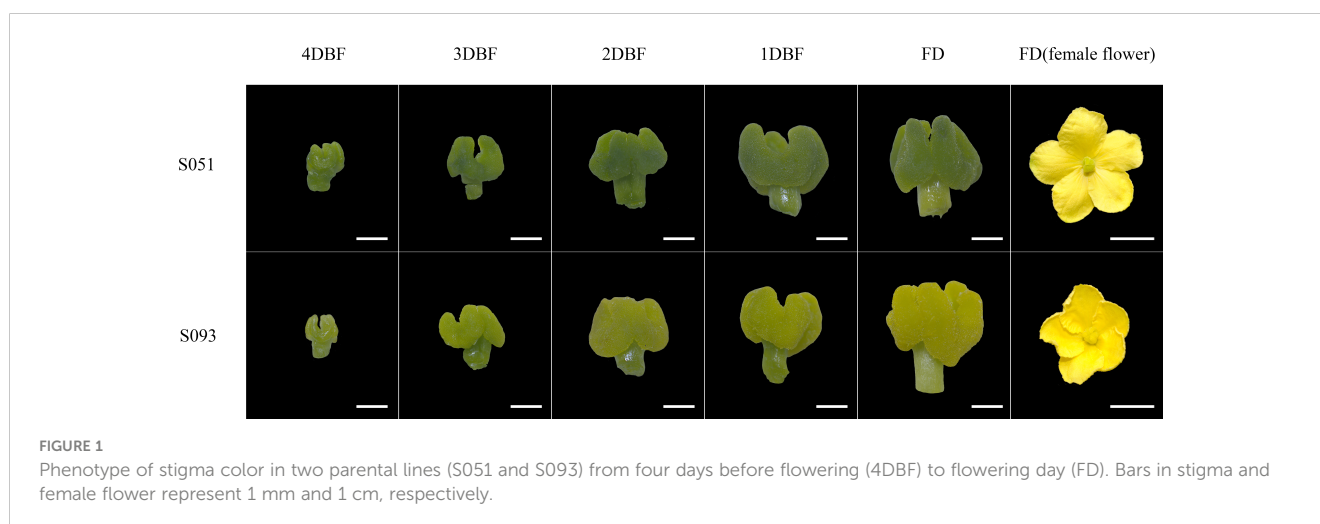 4DBF 3DBF 2DBF 1DBF FD FD(female flower)
S051
S093
FIGURE 1
Phenotype of stigma color in two parental lines (S051 and S093) from four days before flowering (4DBF) to flowering day (FD). Bars in stigma and
female flower represent 1 mm and 1 cm, respectively.